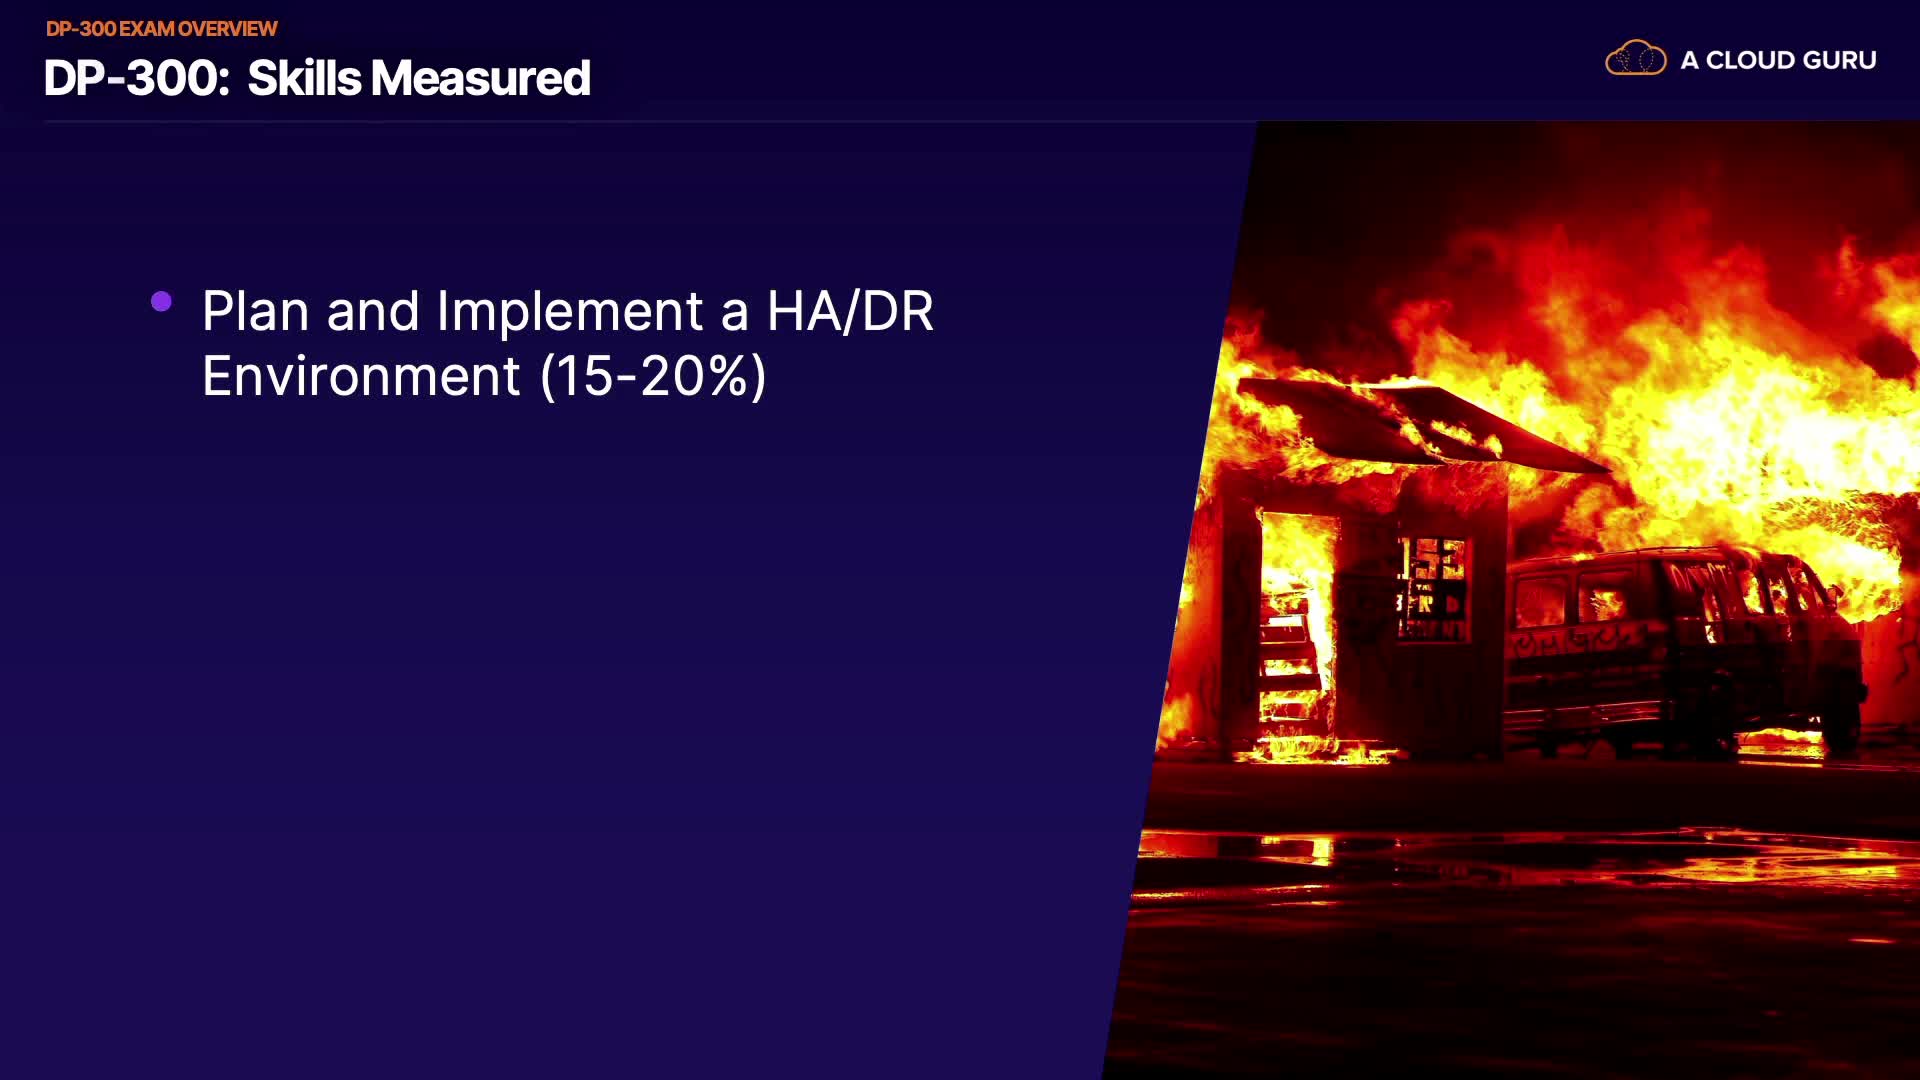 DP-300 EXAM OVERVIEW
DP-300: Skills Measured
A CLOUD GURU
Plan and Implement a HA/DR
Environment (15-20%)